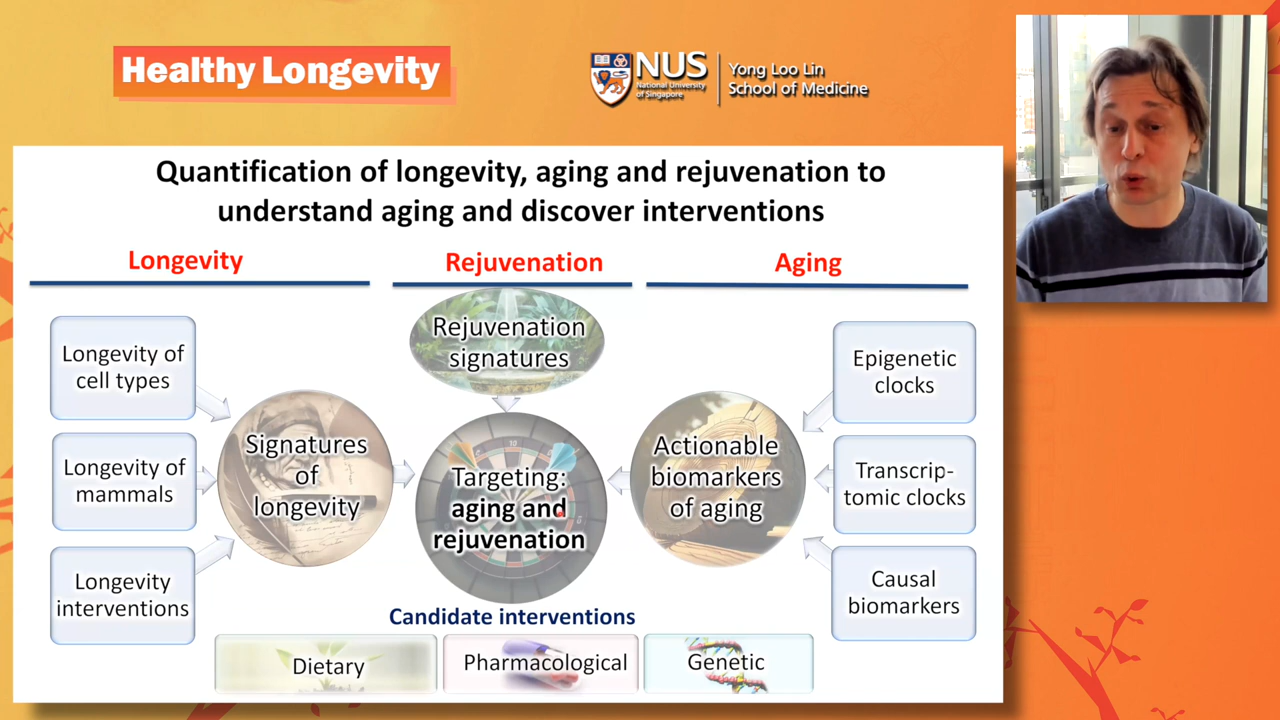 Healthy Longevity
NUS
National University
of Singapore
Yong Loo Lin
School of Medicine
Quantification of longevity, aging and rejuvenation to
understand aging and discover interventions
Longevity
Rejuvenation
Aging
Longevity of
cell types
Longevity of
mammals
Longevity
interventions
Signatures
of
longevity
Rejuvenation
signatures
Targeting:
aging and
rejuvenation
Actionable
biomarkers
of aging
Epigenetic
clocks
Transcrip-
tomic clocks
Causal
biomarkers
Candidate interventions
Dietary
Pharmacological
Genetic